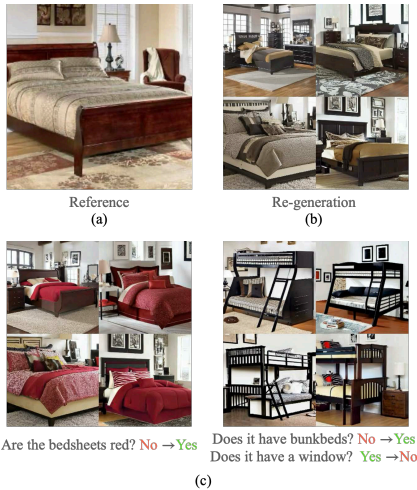 Reference
Re-generation
(a)
(b)
Are the bedsheets red? No →Yes
Does it have bunkbeds? No →Yes
Does it have a window? Yes →No
(c)